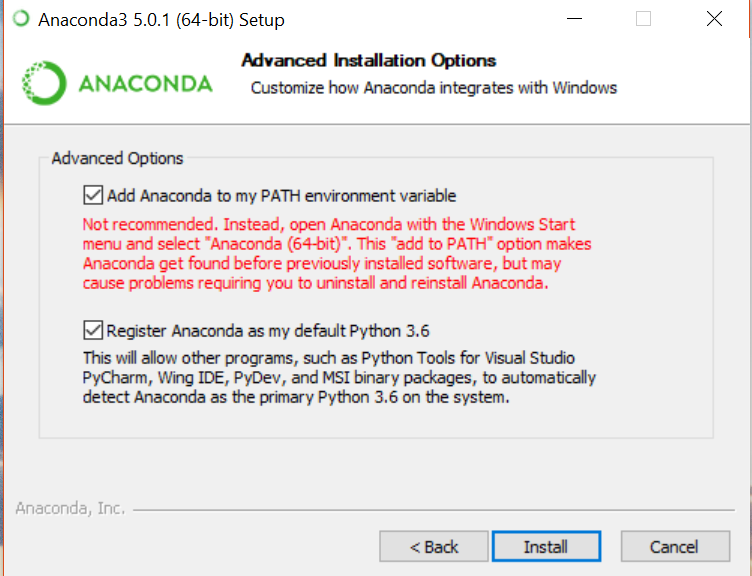 Anaconda3 5.0.1 (64-bit) Setup
ANACONDA
Advanced Installation Options
Customize how Anaconda integrates with Windows
Advanced Options
Add Anaconda to my PATH environment variable
Not recommended. Instead, open Anaconda with the Windows Start
menu and select "Anaconda (64-bit)". This "add to PATH" option makes
Anaconda get found before previously installed software, but may
cause problems requiring you to uninstall and reinstall Anaconda.
Register Anaconda as my default Python 3.6
This will allow other programs, such as Python Tools for Visual Studio
PyCharm, Wing IDE, PyDev, and MSI binary packages, to automatically
detect Anaconda as the primary Python 3.6 on the system.
Anaconda, Inc.
< Back Install Cancel